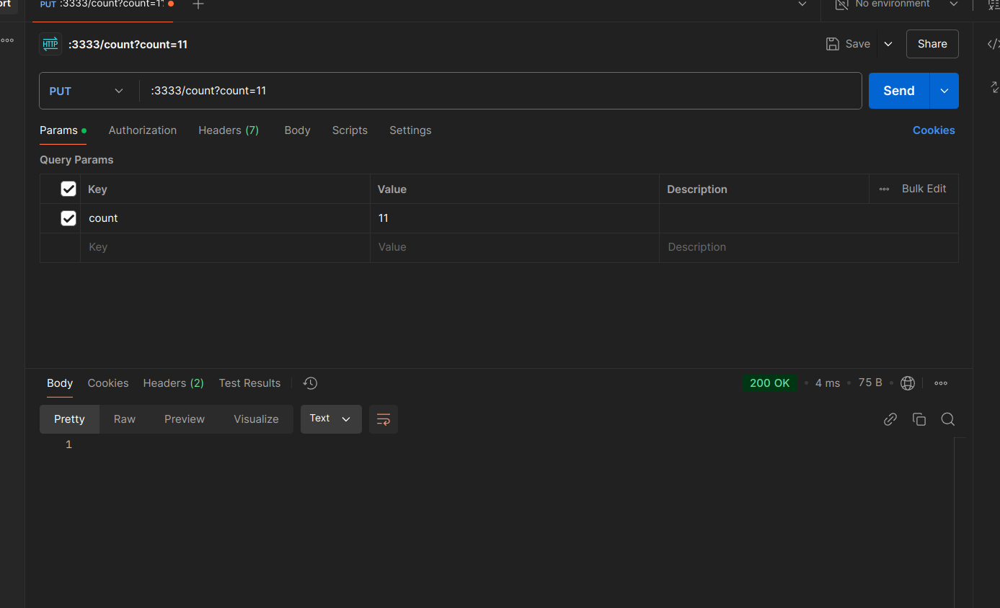 ort
PUT :3333/count?count=11
No environment
HTTP :3333/count?count=11
Save
Share
PUT
:3333/count?count=11
Send
Params
Authorization
Headers (7)
Body
Scripts
Settings
Cookies
Query Params
Key Value Description Bulk Edit
count 11
Key Value Description
Body Cookies Headers (2) Test Results
200 OK • 4 ms • 75 B
Pretty Raw Preview Visualize Text
1